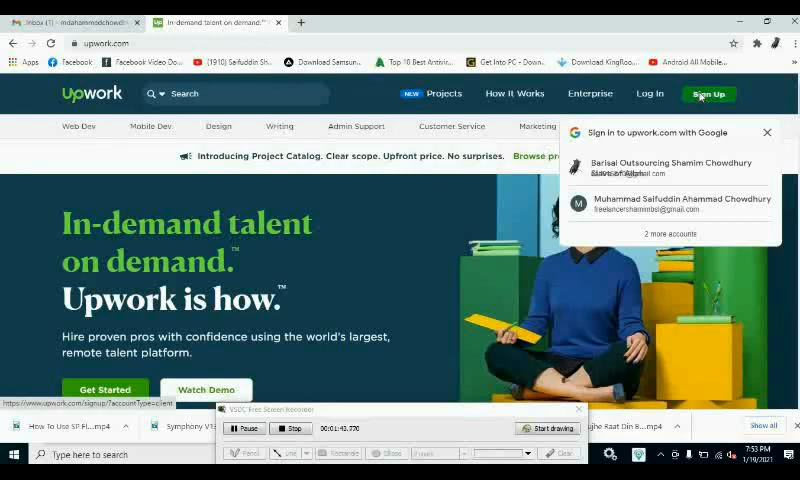 Inbox (1) - mdahammadchowdh
In-demand talent on demand.™
upwork.com
Apps
Facebook
Facebook Video Do...
(1910) Saifuddin Sh...
Download Samsun...
Top 10 Best Antivir...
Get Into PC - Down...
Download KingRoo...
Android All Mobile...
Upwork
Search
NEW Projects
How It Works
Enterprise
Log In
Sign Up
Web Dev
Mobile Dev
Design
Writing
Admin Support
Customer Service
Marketing
Sign in to upwork.com with Google
Introducing Project Catalog. Clear scope. Upfront price. No surprises. Browse pro
Barisal Outsourcing Shamim Chowdhury
Muhammad Saifuddin Ahammad Chowdhury
M
freelancershamimbsl@gmail.com
2 more accounts
In-demand talent
on demand.™
Upwork is how.™
Hire proven pros with confidence using the world's largest,
remote talent platform.
Get Started
Watch Demo
https://www.upwork.com/signup/?accountType=client
VSDC Free Screen Recorder
Pause
Stop
00:01:43.770
Start drawing
Pencil
Line
Rectangle
Ellipse
Clear
How To Use SP Fl....mp4
Symphony V13
ujhe Raat Din B....mp4
Show all
Type here to search
7:53 PM
1/19/2021